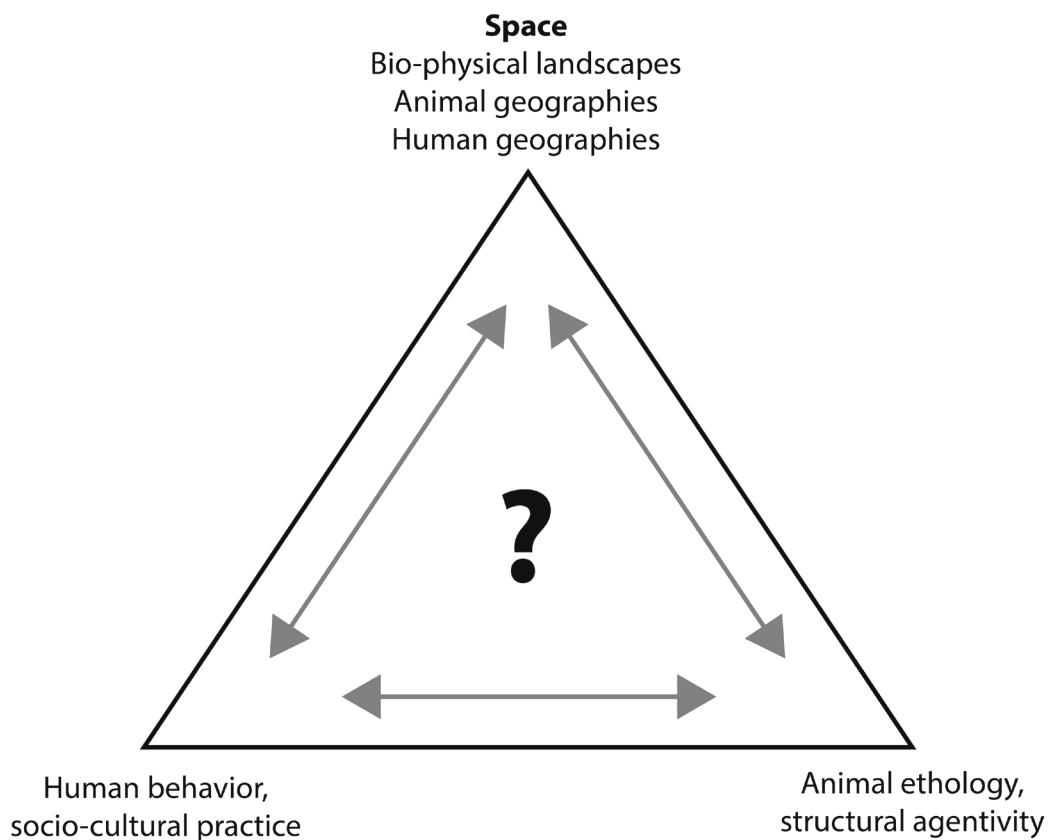 Space
Bio-physical landscapes
Animal geographies
Human geographies
?
Human behavior,
socio-cultural practice
Animal ethology,
structural agentivity